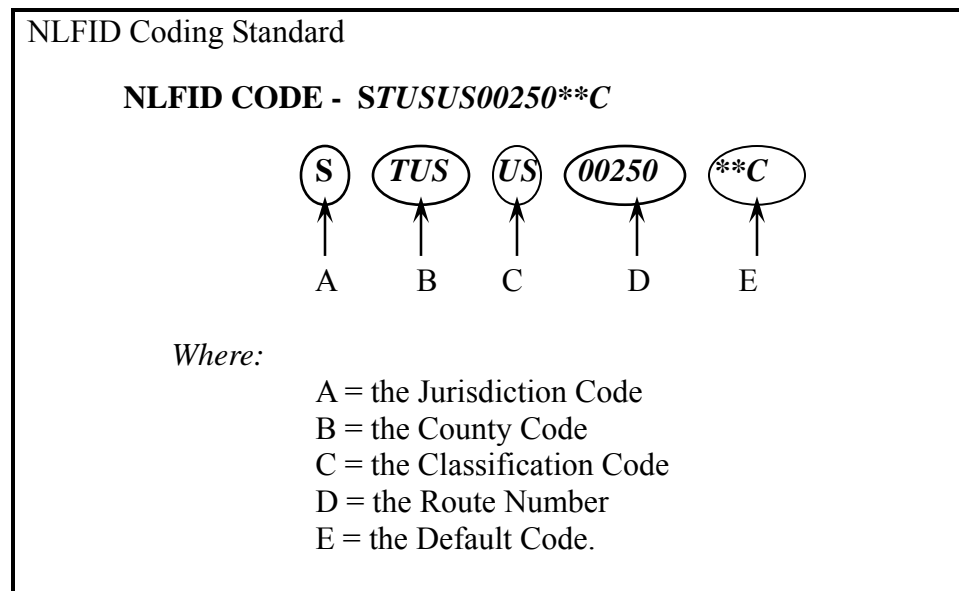 NLFID Coding Standard
NLFID CODE - STUSUS00250**C
S TUS US 00250 **C
A B C D E
Where:
A = the Jurisdiction Code
B = the County Code
C = the Classification Code
D = the Route Number
E = the Default Code.